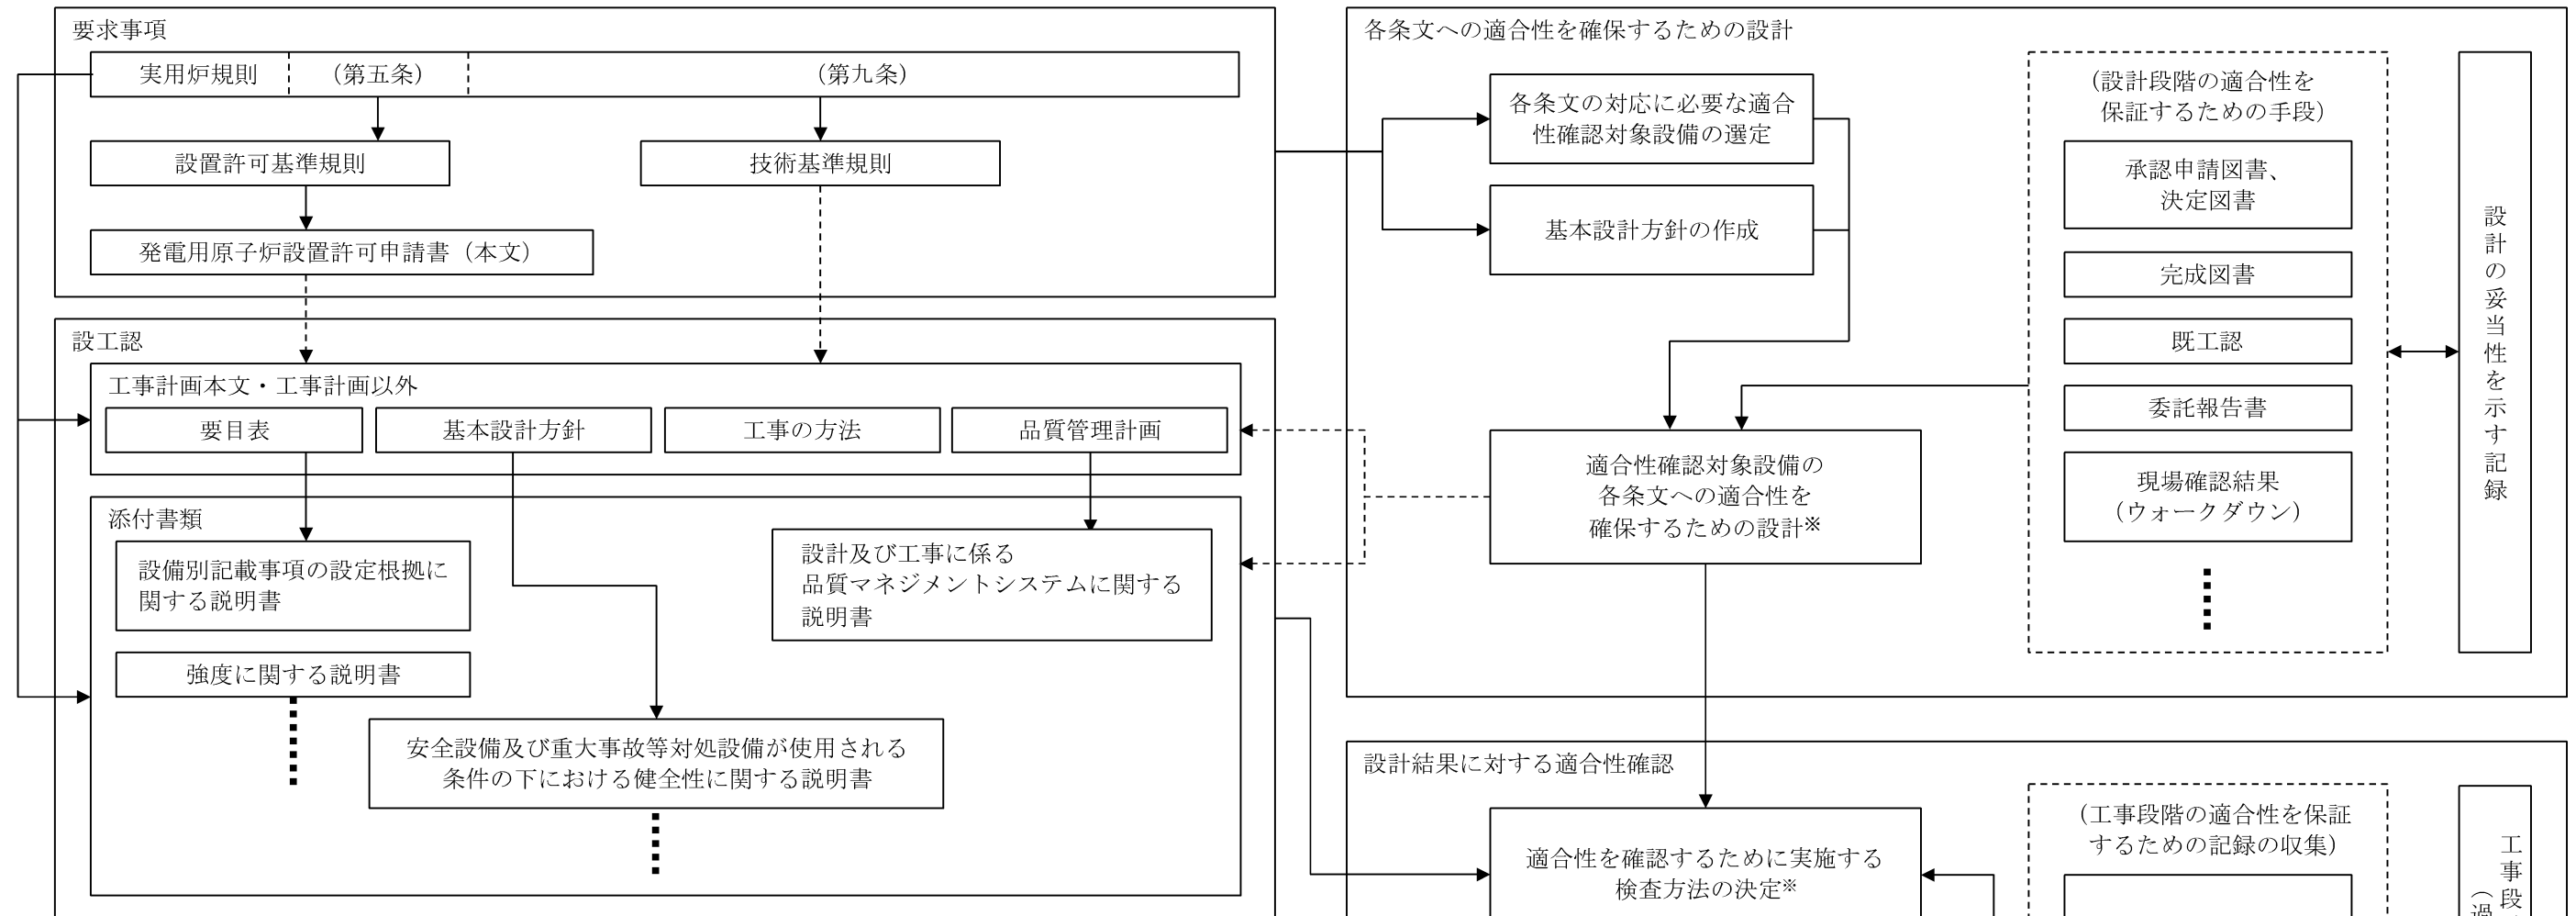 要求事項
実用炉規則
（第五条）
（第九条）
設置許可基準規則
技術基準規則
発電用原子炉設置許可申請書（本文）
設工認
工事計画本文・工事計画以外
要目表
基本設計方針
工事の方法
品質管理計画
添付書類
設備別記載事項の設定根拠に
関する説明書
設計及び工事に係る
品質マネジメントシステムに関する
説明書
強度に関する説明書
安全設備及び重大事故等対処設備が使用される
条件の下における健全性に関する説明書
各条文への適合性を確保するための設計
各条文の対応に必要な適合
性確認対象設備の選定
基本設計方針の作成
適合性確認対象設備の
各条文への適合性を
確保するための設計※
（設計段階の適合性を
保証するための手段）
承認申請図書、
決定図書
完成図書
既工認
委託報告書
現場確認結果
（ウォークダウン）
設計の妥当性を示す記録
設計結果に対する適合性確認
適合性を確認するために実施する
検査方法の決定※
（工事段階の適合性を保証
するための記録の収集）
工事段
（過